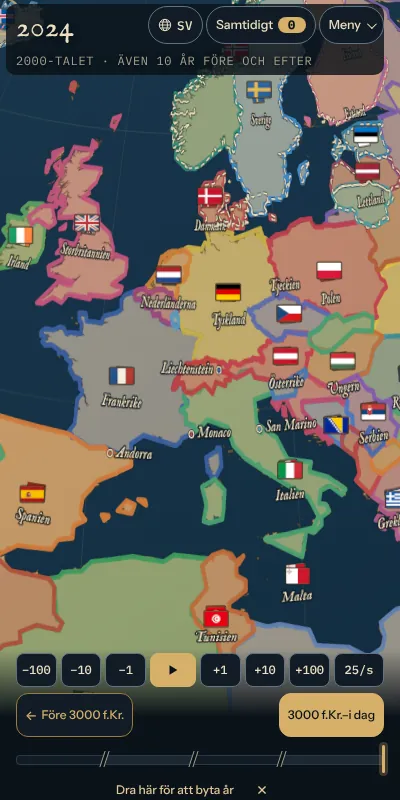 2024
SV
Samtidigt 0
Meny
2000-TALET · ÄVEN 10 ÅR FÖRE OCH EFTER
Sverige
Estland
Lettland
Danmark
Irland
Storbritannien
Nederländerna
Tyskland
Tjeckien
Polen
Liechtenstein
Österrike
Ungern
Frankrike
Monaco
San Marino
Serbien
Andorra
Italien
Spanien
Grekl
Malta
Tunisien
-100 -10 -1 +1 +10 +100 25/s
← Före 3000 f.Kr.
3000 f.Kr.–i dag
Dra här för att byta år ×